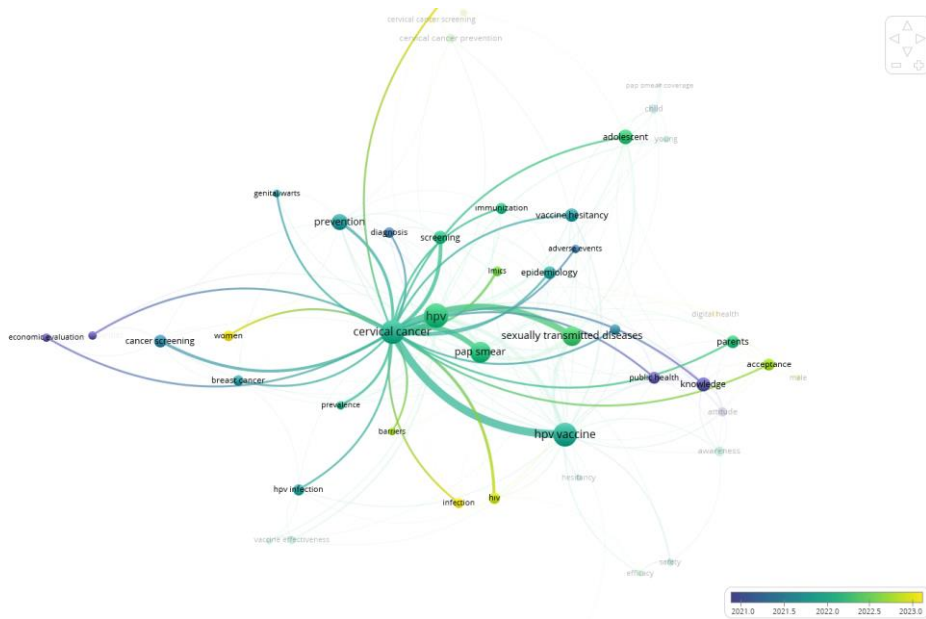 cervical cancer screening
cervical cancer prevention
pap smear coverage
child
adolescent
young
genital warts
immunization
vaccine hesitancy
prevention
diagnosis
screening
adverse events
lmics
epidemiology
digital health
hpv
cervical cancer
sexually transmitted diseases
economic evaluation
cancer screening
women
parents
pap smear
acceptance
male
breast cancer
public health
knowledge
prevalence
attitude
barriers
hpv vaccine
awareness
hesitancy
hpv infection
infection
hiv
vaccine effectiveness
safety
efficacy
2021.0 2021.5 2022.0 2022.5 2023.0